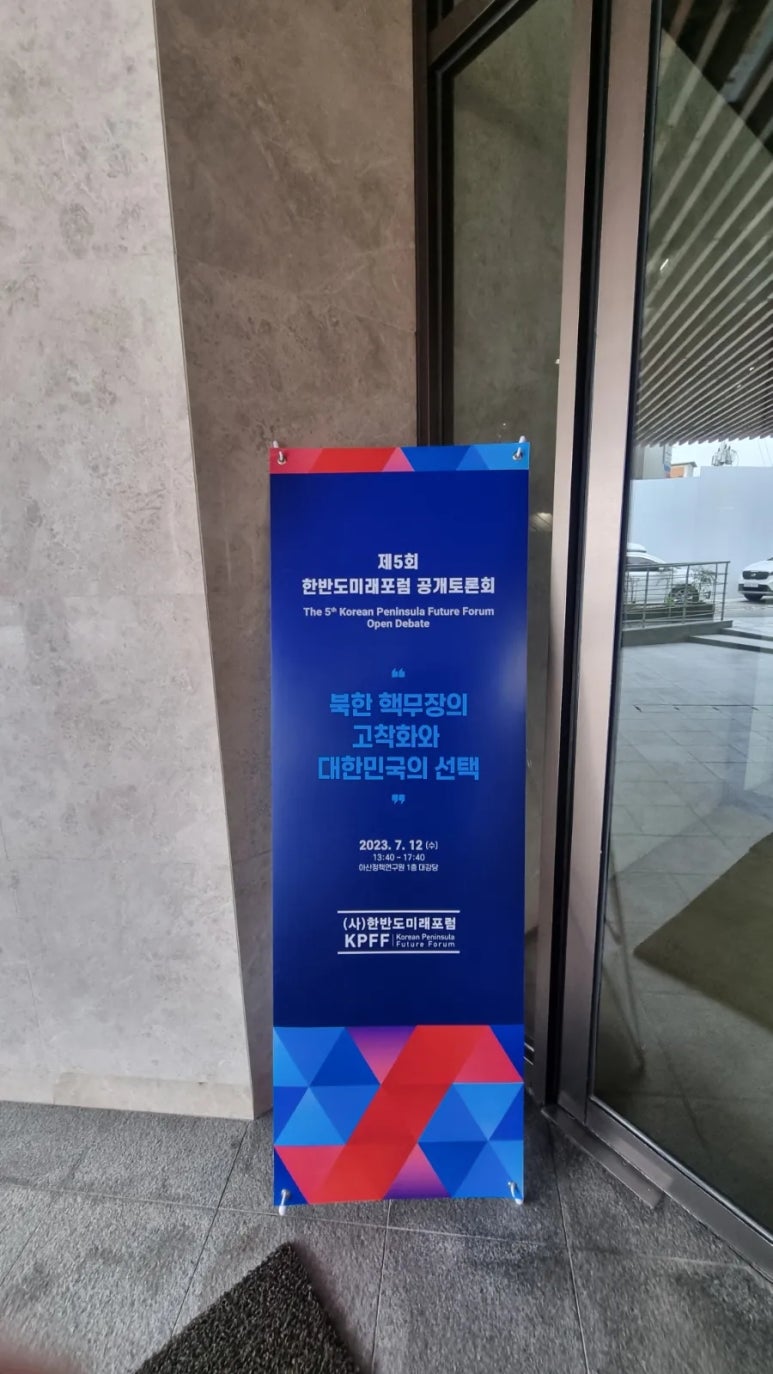 제5회
한반도미래포럼 공개토론회
The 5th Korean Peninsula Future Forum
Open Debate
“
북한 핵무장의
고착화와
대한민국의 선택
”
2023. 7. 12 (수)
13:40 ~ 17:40
아산정책연구원 1층 대강당
(사)한반도미래포럼
KPFF | Korean Peninsula
Future Forum